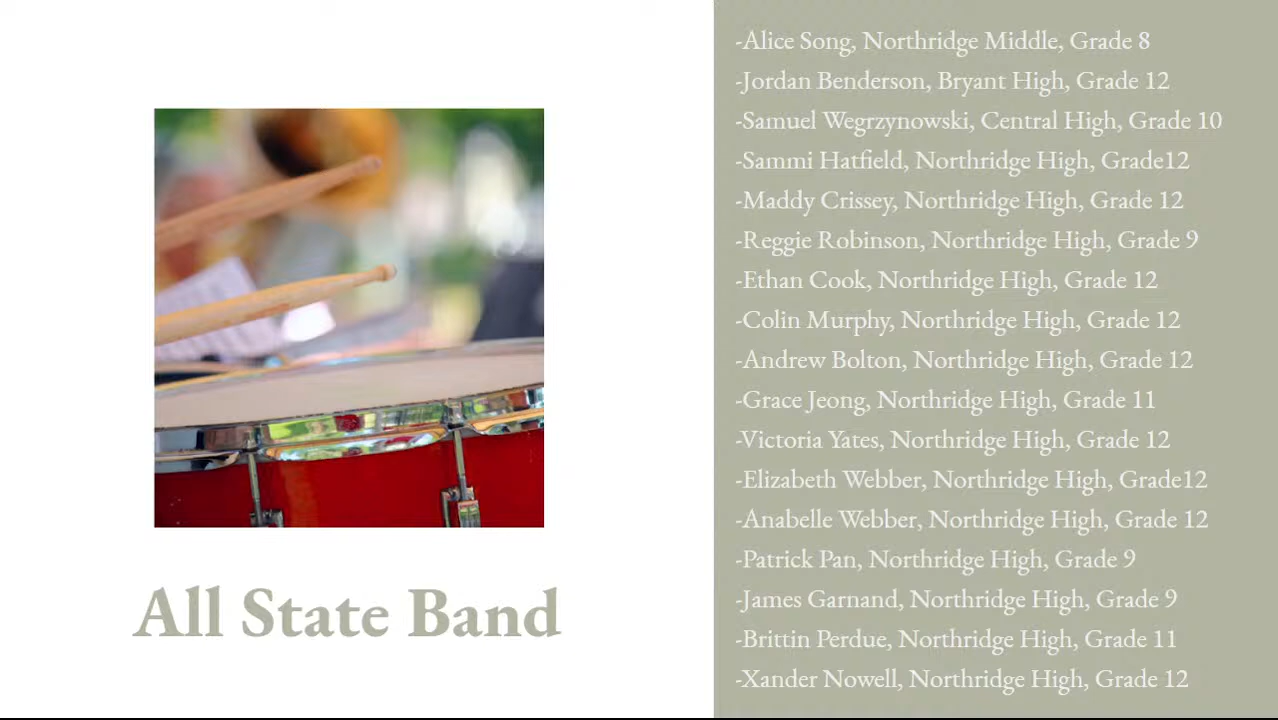 -Alice Song, Northridge Middle, Grade 8
-Jordan Benderson, Bryant High, Grade 12
-Samuel Wegrzynowski, Central High, Grade 10
-Sammi Hatfield, Northridge High, Grade12
-Maddy Crissey, Northridge High, Grade 12
-Reggie Robinson, Northridge High, Grade 9
-Ethan Cook, Northridge High, Grade 12
-Colin Murphy, Northridge High, Grade 12
-Andrew Bolton, Northridge High, Grade 12
-Grace Jeong, Northridge High, Grade 11
-Victoria Yates, Northridge High, Grade 12
-Elizabeth Webber, Northridge High, Grade12
-Anabelle Webber, Northridge High, Grade 12
-Patrick Pan, Northridge High, Grade 9
-James Garnand, Northridge High, Grade 9
-Brittin Perdue, Northridge High, Grade 11
-Xander Nowell, Northridge High, Grade 12
All State Band